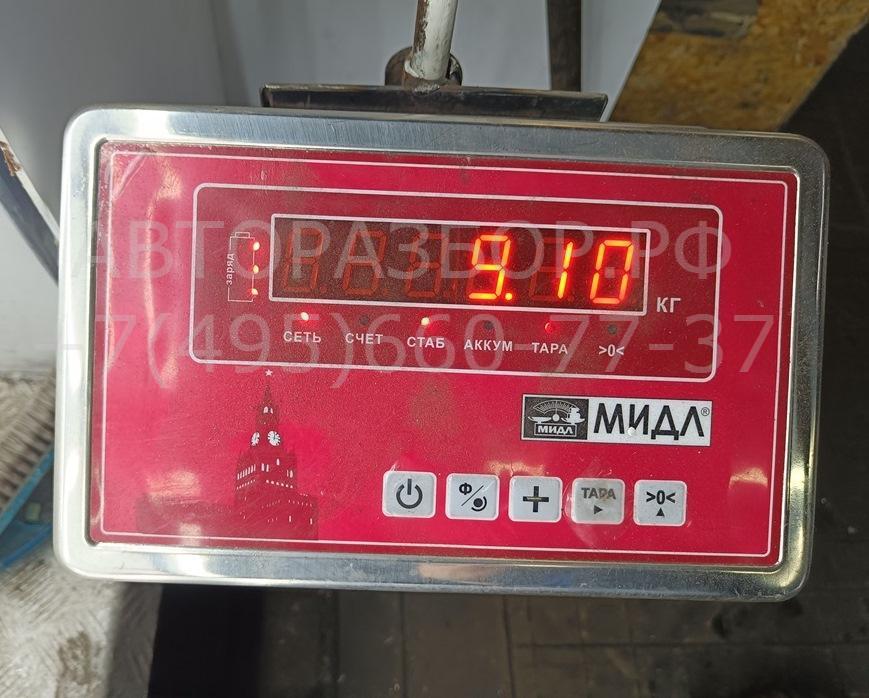 АВТОРАЗБОР.РФ
заряд
9.10
КГ
+7(495)660-77-37
СЕТЬ СЧЕТ СТАБ АККУМ ТАРА >0<
МИДЛ МИДЛ®
Ф ТАРА >0<